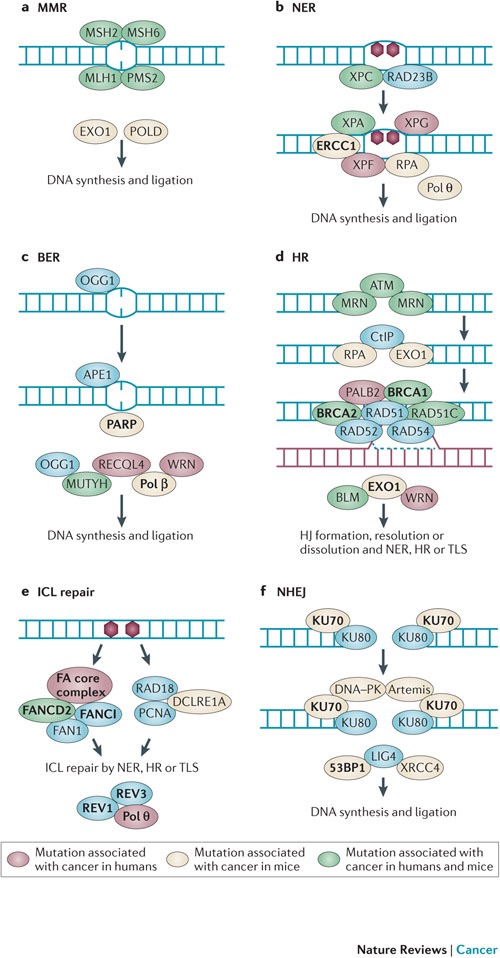 a MMR
MSH2 MSH6
MLH1 PMS2
EXO1 POLD
DNA synthesis and ligation
b NER
XPC RAD23B
XPA XPG
ERCC1
XPF RPA
Pol θ
DNA synthesis and ligation
c BER
OGG1
APE1
PARP
OGG1 RECQL4 WRN
MUTYH Pol β
DNA synthesis and ligation
d HR
ATM
MRN MRN
CtIP
RPA EXO1
PALB2 BRCA1
BRCA2 RAD51 RAD51C
RAD52 RAD54
EXO1
BLM WRN
HJ formation, resolution or
dissolution and NER, HR or TLS
e ICL repair
FA core
complex
FANCD2 FANCI
FAN1
RAD18
DCLRE1A
PCNA
ICL repair by NER, HR or TLS
REV3
REV1
Pol θ
f NHEJ
KU70 KU70
KU80 KU80
DNA–PK Artemis
KU70 KU70
KU80 KU80
LIG4
53BP1 XRCC4
DNA synthesis and ligation
Mutation associated
with cancer in humans
Mutation associated
with cancer in mice
Mutation associated with
cancer in humans and mice
Nature Reviews | Cancer